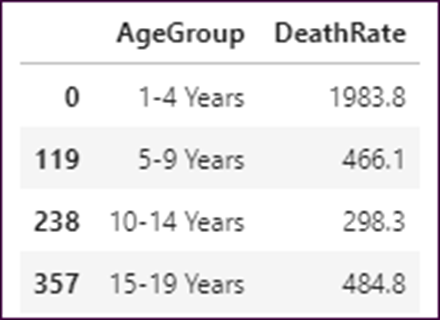 AgeGroup DeathRate
0 1-4 Years 1983.8
119 5-9 Years 466.1
238 10-14 Years 298.3
357 15-19 Years 484.8